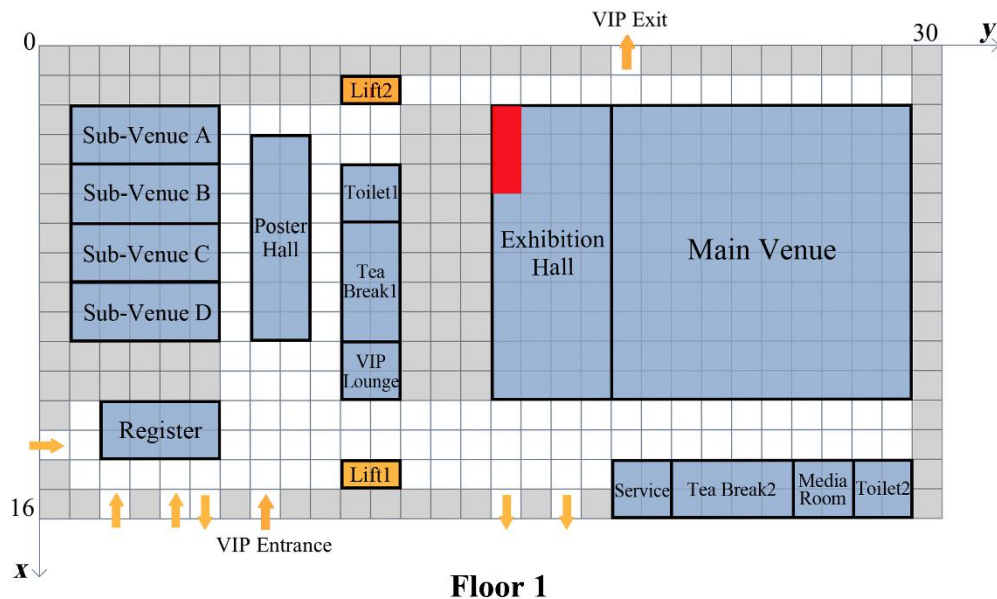 VIP Exit
0
30
y
Lift2
Sub-Venue A
Sub-Venue B
Sub-Venue C
Sub-Venue D
Poster
Hall
Toilet1
Tea
Break1
VIP
Lounge
Exhibition
Hall
Main Venue
Register
Lift1
Service
Tea Break2
Media
Room
Toilet2
16
VIP Entrance
x
Floor 1